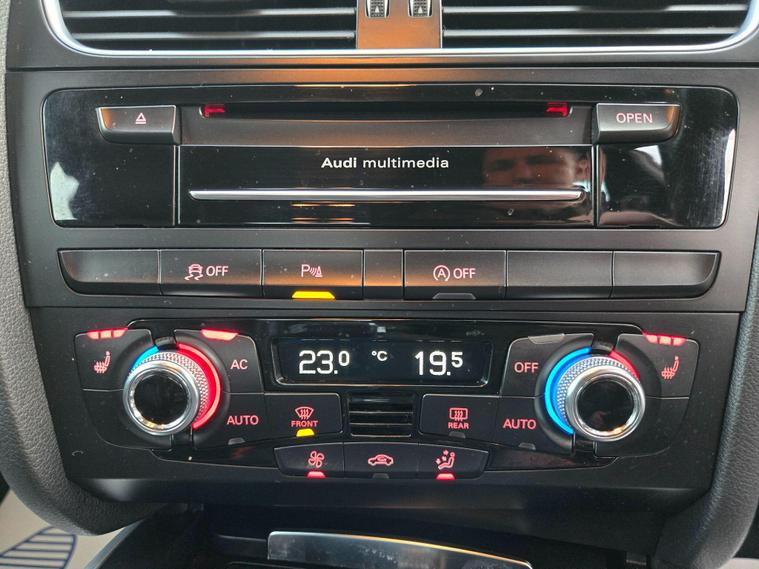 OPEN
Audi multimedia
OFF P OFF
23.0 °C 19.5
AC OFF
AUTO FRONT REAR AUTO